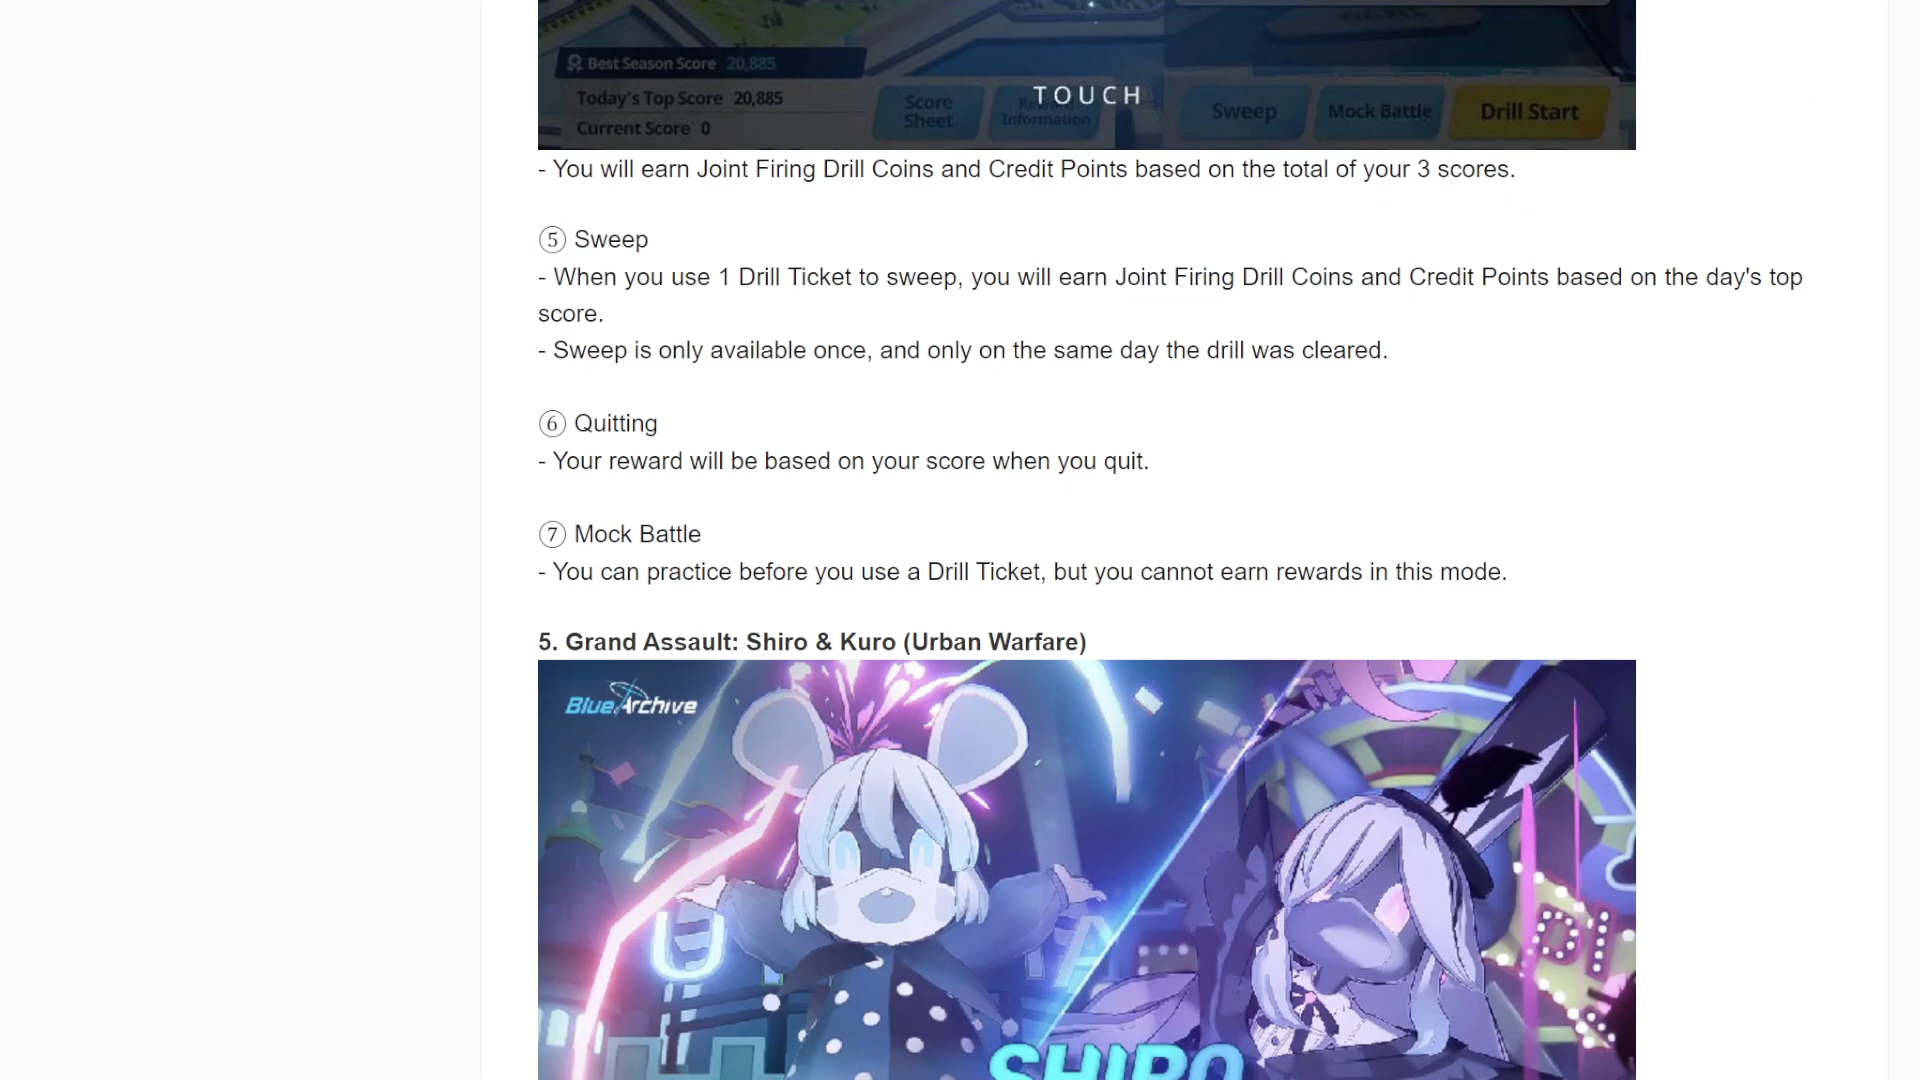 Best Season Score 20,885
Today's Top Score 20,885
Current Score 0
Score
Sheet
Reward
Information
TOUCH
Sweep
Mock Battle
Drill Start
- You will earn Joint Firing Drill Coins and Credit Points based on the total of your 3 scores.
⑤ Sweep
- When you use 1 Drill Ticket to sweep, you will earn Joint Firing Drill Coins and Credit Points based on the day's top
score.
- Sweep is only available once, and only on the same day the drill was cleared.
⑥ Quitting
- Your reward will be based on your score when you quit.
⑦ Mock Battle
- You can practice before you use a Drill Ticket, but you cannot earn rewards in this mode.
5. Grand Assault: Shiro & Kuro (Urban Warfare)
Blue Archive
SHIRO